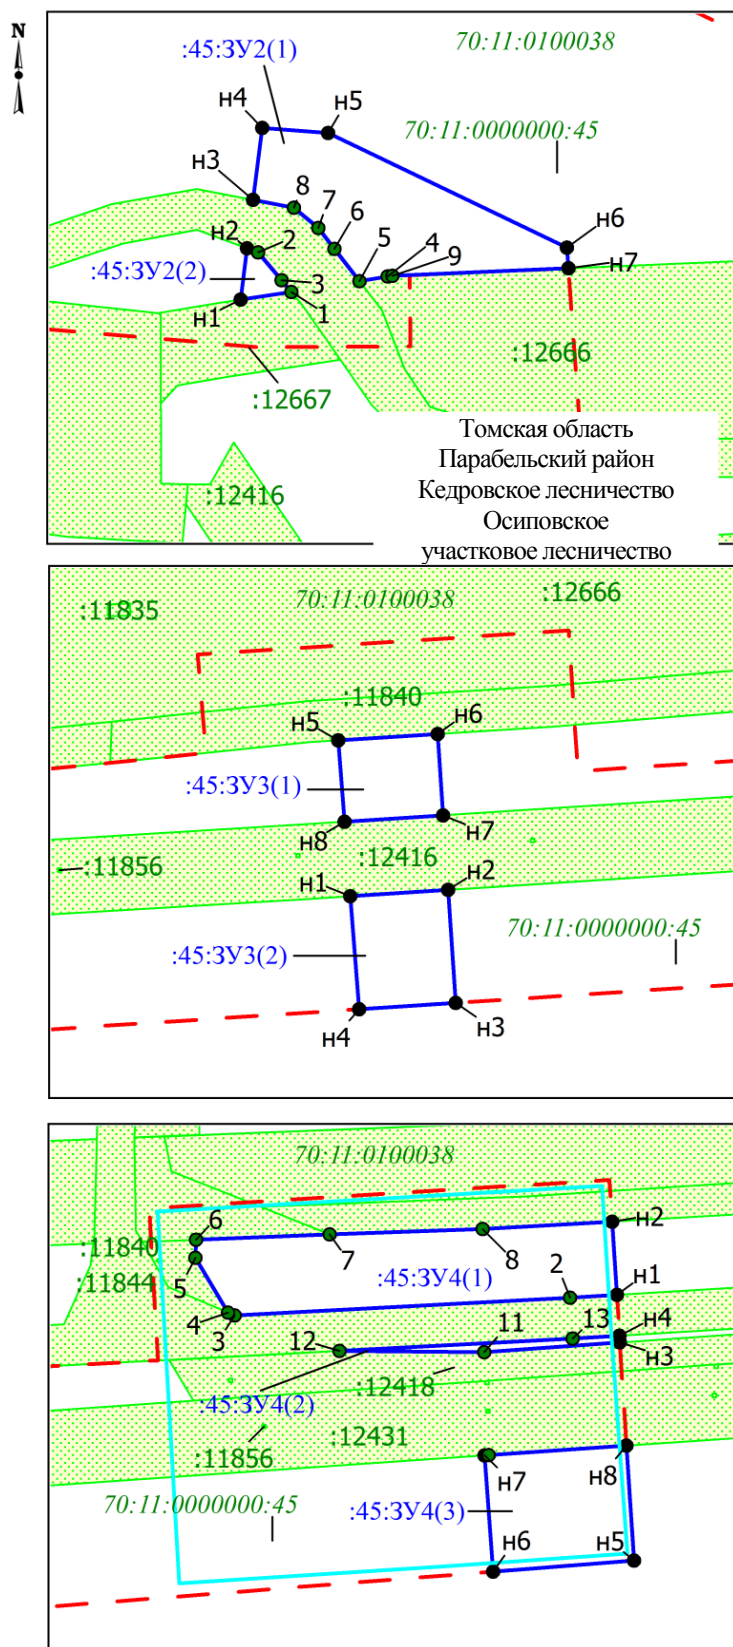 N
:45:ЗУ2(1)
70:11:0100038
н4
н5
70:11:0000000:45
н3
8
7
6
н2
2
5
4
9
н6
н7
:45:ЗУ2(2)
3
н1
1
:12666
:12667
Томская область
Парабельский район
:12416
Кедровское лесничество
Осиповское
участковое лесничество
:11835
70:11:0100038
:12666
:11840
н5
н6
:45:ЗУ3(1)
н8
н7
:11856
:12416
н1
н2
:45:ЗУ3(2)
70:11:0000000:45
н4
н3
70:11:0100038
6
н2
:11840
7
8
5
:45:ЗУ4(1)
:11844
2
н1
4
3
12
11
13
н4
н3
:45:ЗУ4(2)
:12418
:12431
:11856
н7
н8
70:11:0000000:45
:45:ЗУ4(3)
н6
н5